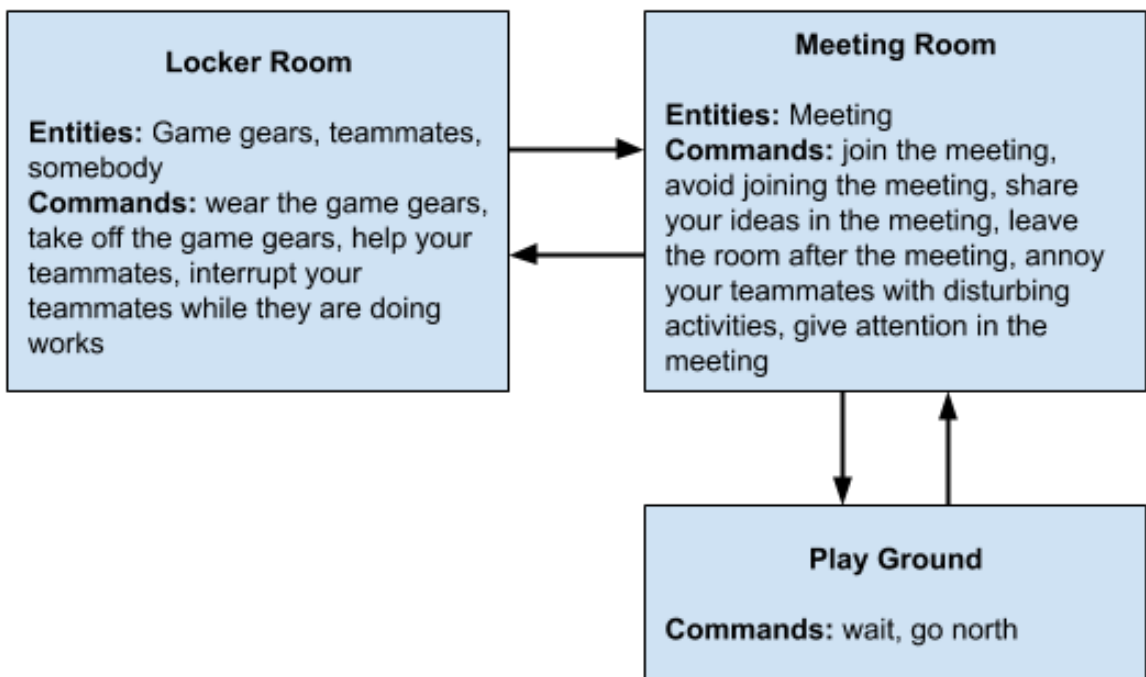 Locker Room
Entities: Game gears, teammates,
somebody
Commands: wear the game gears,
take off the game gears, help your
teammates, interrupt your
teammates while they are doing
works
Meeting Room
Entities: Meeting
Commands: join the meeting,
avoid joining the meeting, share
your ideas in the meeting, leave
the room after the meeting, annoy
your teammates with disturbing
activities, give attention in the
meeting
Play Ground
Commands: wait, go north